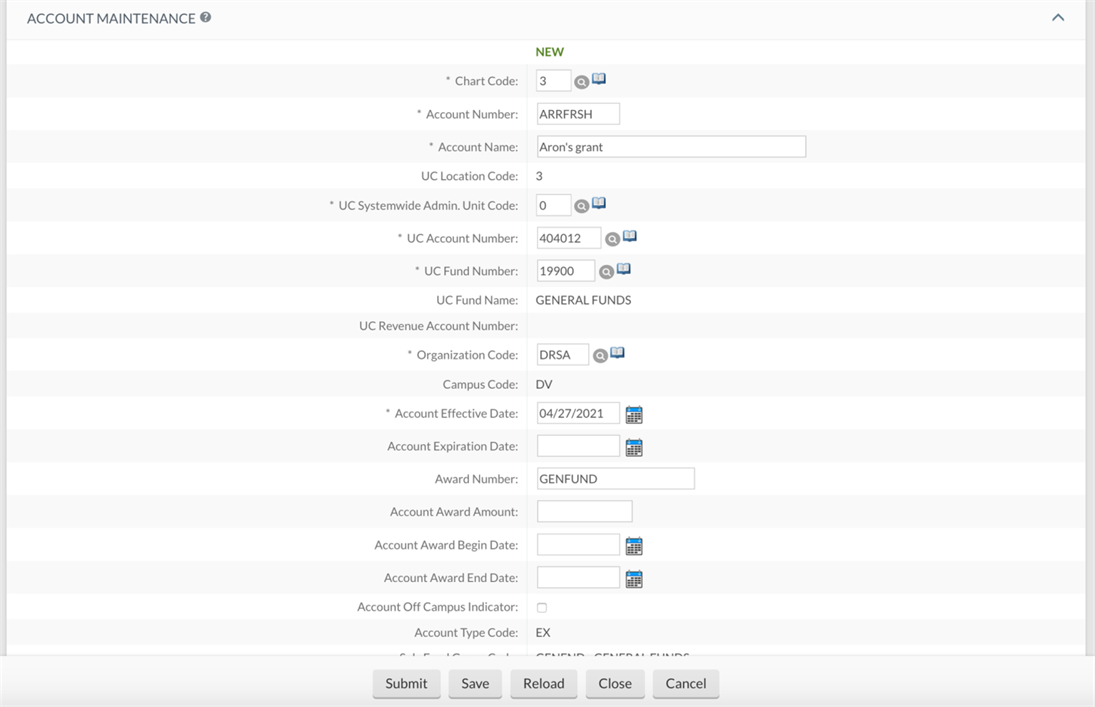 ACCOUNT MAINTENANCE ?
NEW
* Chart Code: 3
* Account Number: ARRFRSH
* Account Name: Aron's grant
UC Location Code: 3
* UC Systemwide Admin. Unit Code: 0
* UC Account Number: 404012
* UC Fund Number: 19900
UC Fund Name: GENERAL FUNDS
UC Revenue Account Number:
* Organization Code: DRSA
Campus Code: DV
* Account Effective Date: 04/27/2021
Account Expiration Date:
Award Number: GENFUND
Account Award Amount:
Account Award Begin Date:
Account Award End Date:
Account Off Campus Indicator:
Account Type Code: EX
Submit Save Reload Close Cancel